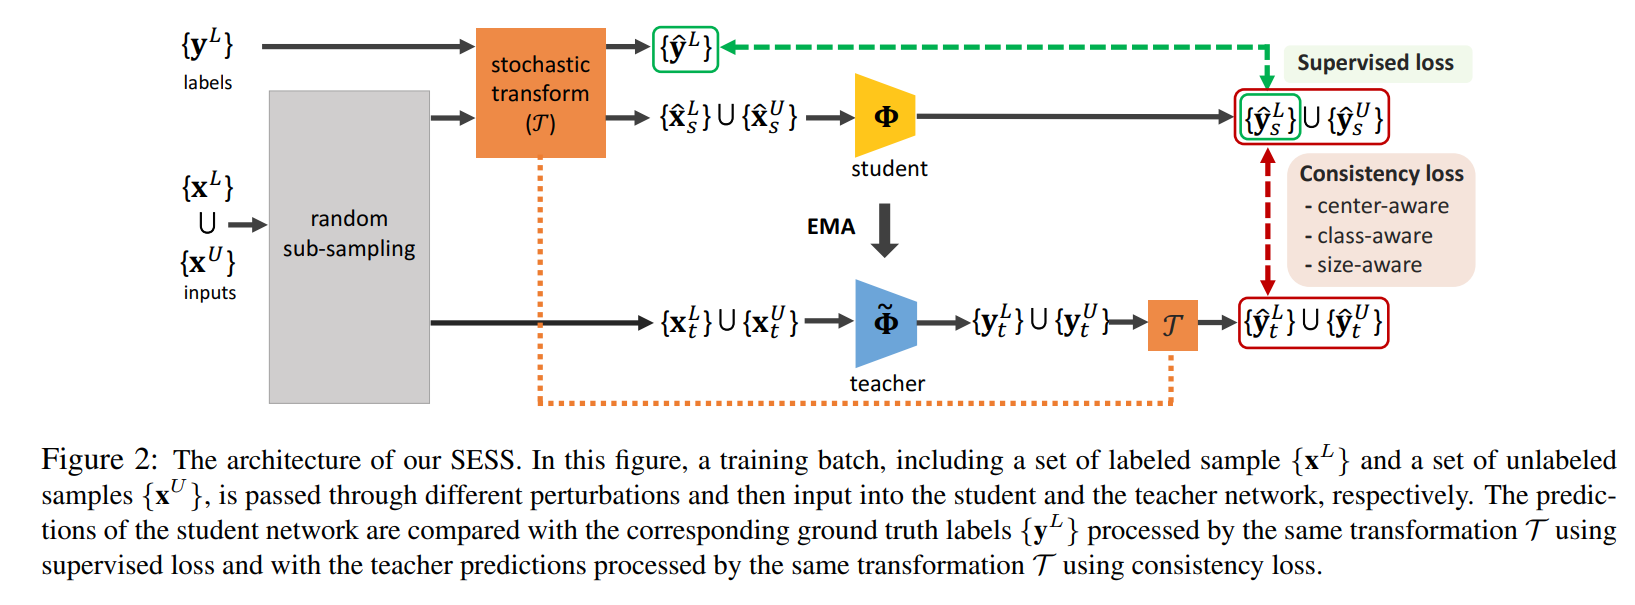 {y^L}
labels
{x^L}
∪
{x^U}
inputs
random
sub-sampling
stochastic
transform
(𝒯)
{ŷ^L}
{x̂_s^L} ∪ {x̂_s^U}
Φ
student
EMA
{x_t^L} ∪ {x_t^U}
Φ̃
teacher
{y_t^L} ∪ {y_t^U}
𝒯
Supervised loss
{ŷ_s^L} ∪ {ŷ_s^U}
Consistency loss
- center-aware
- class-aware
- size-aware
{ŷ_t^L} ∪ {ŷ_t^U}
Figure 2: The architecture of our SESS. In this figure, a training batch, including a set of labeled sample {x^L} and a set of unlabeled
samples {x^U}, is passed through different perturbations and then input into the student and the teacher network, respectively. The predic-
tions of the student network are compared with the corresponding ground truth labels {y^L} processed by the same transformation 𝒯 using
supervised loss and with the teacher predictions processed by the same transformation 𝒯 using consistency loss.